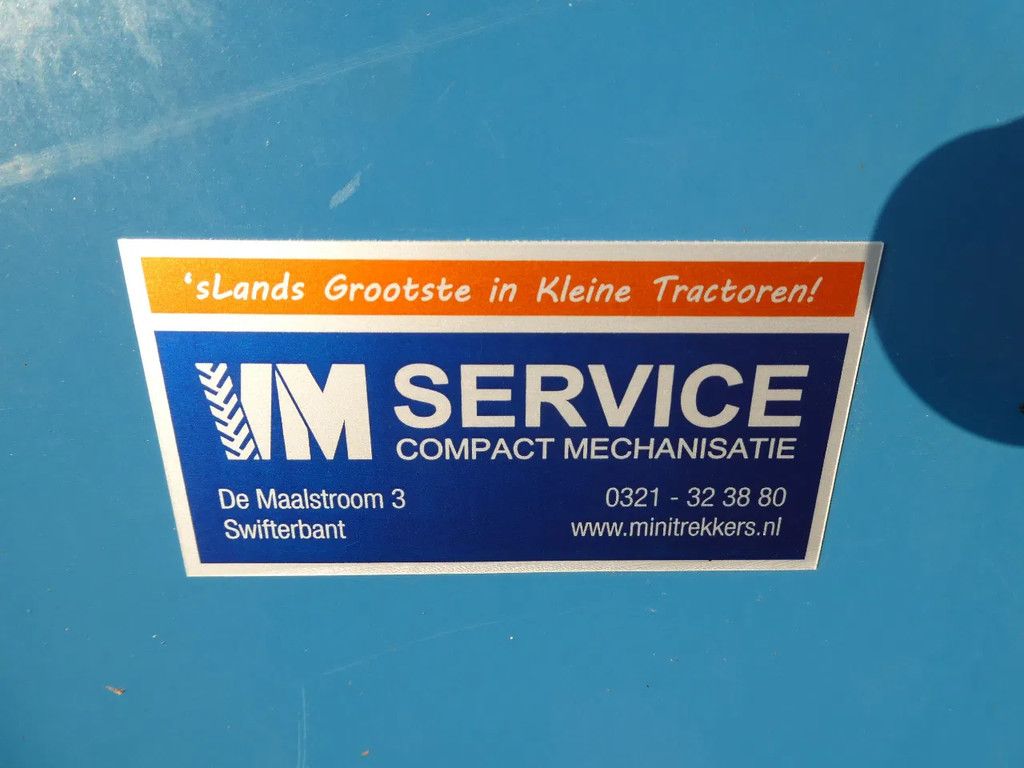 'sLands Grootste in Kleine Tractoren!
VM SERVICE
COMPACT MECHANISATIE
De Maalstroom 3 0321 - 32 38 80
Swifterbant www.minitrekkers.nl